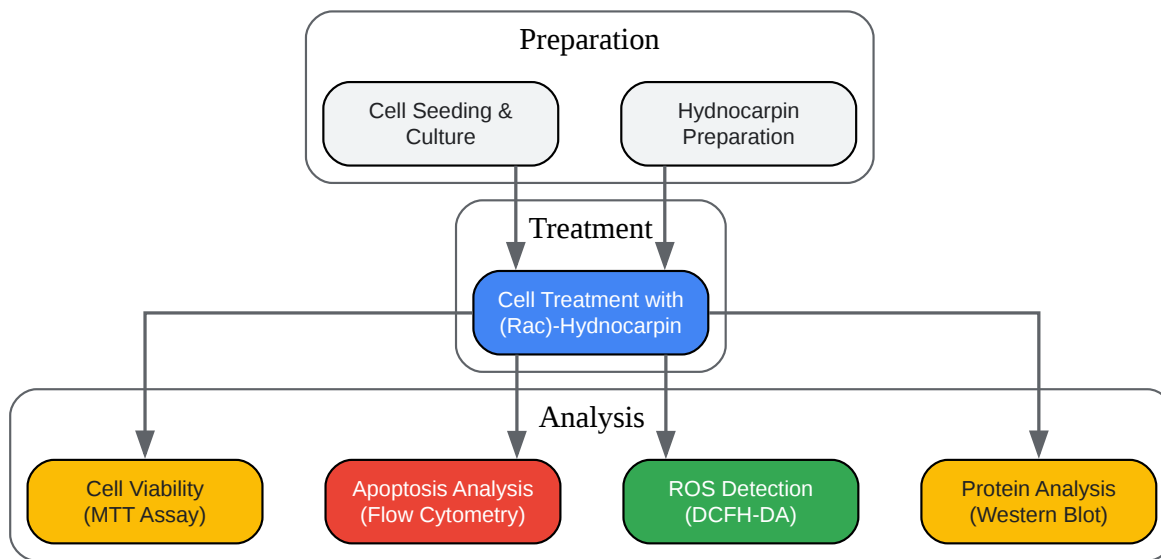 Preparation
Cell Seeding &
Culture
Hydnocarpin
Preparation
Treatment
Cell Treatment with
(Rac)-Hydnocarpin
Analysis
Cell Viability
(MTT Assay)
Apoptosis Analysis
(Flow Cytometry)
ROS Detection
(DCFH-DA)
Protein Analysis
(Western Blot)